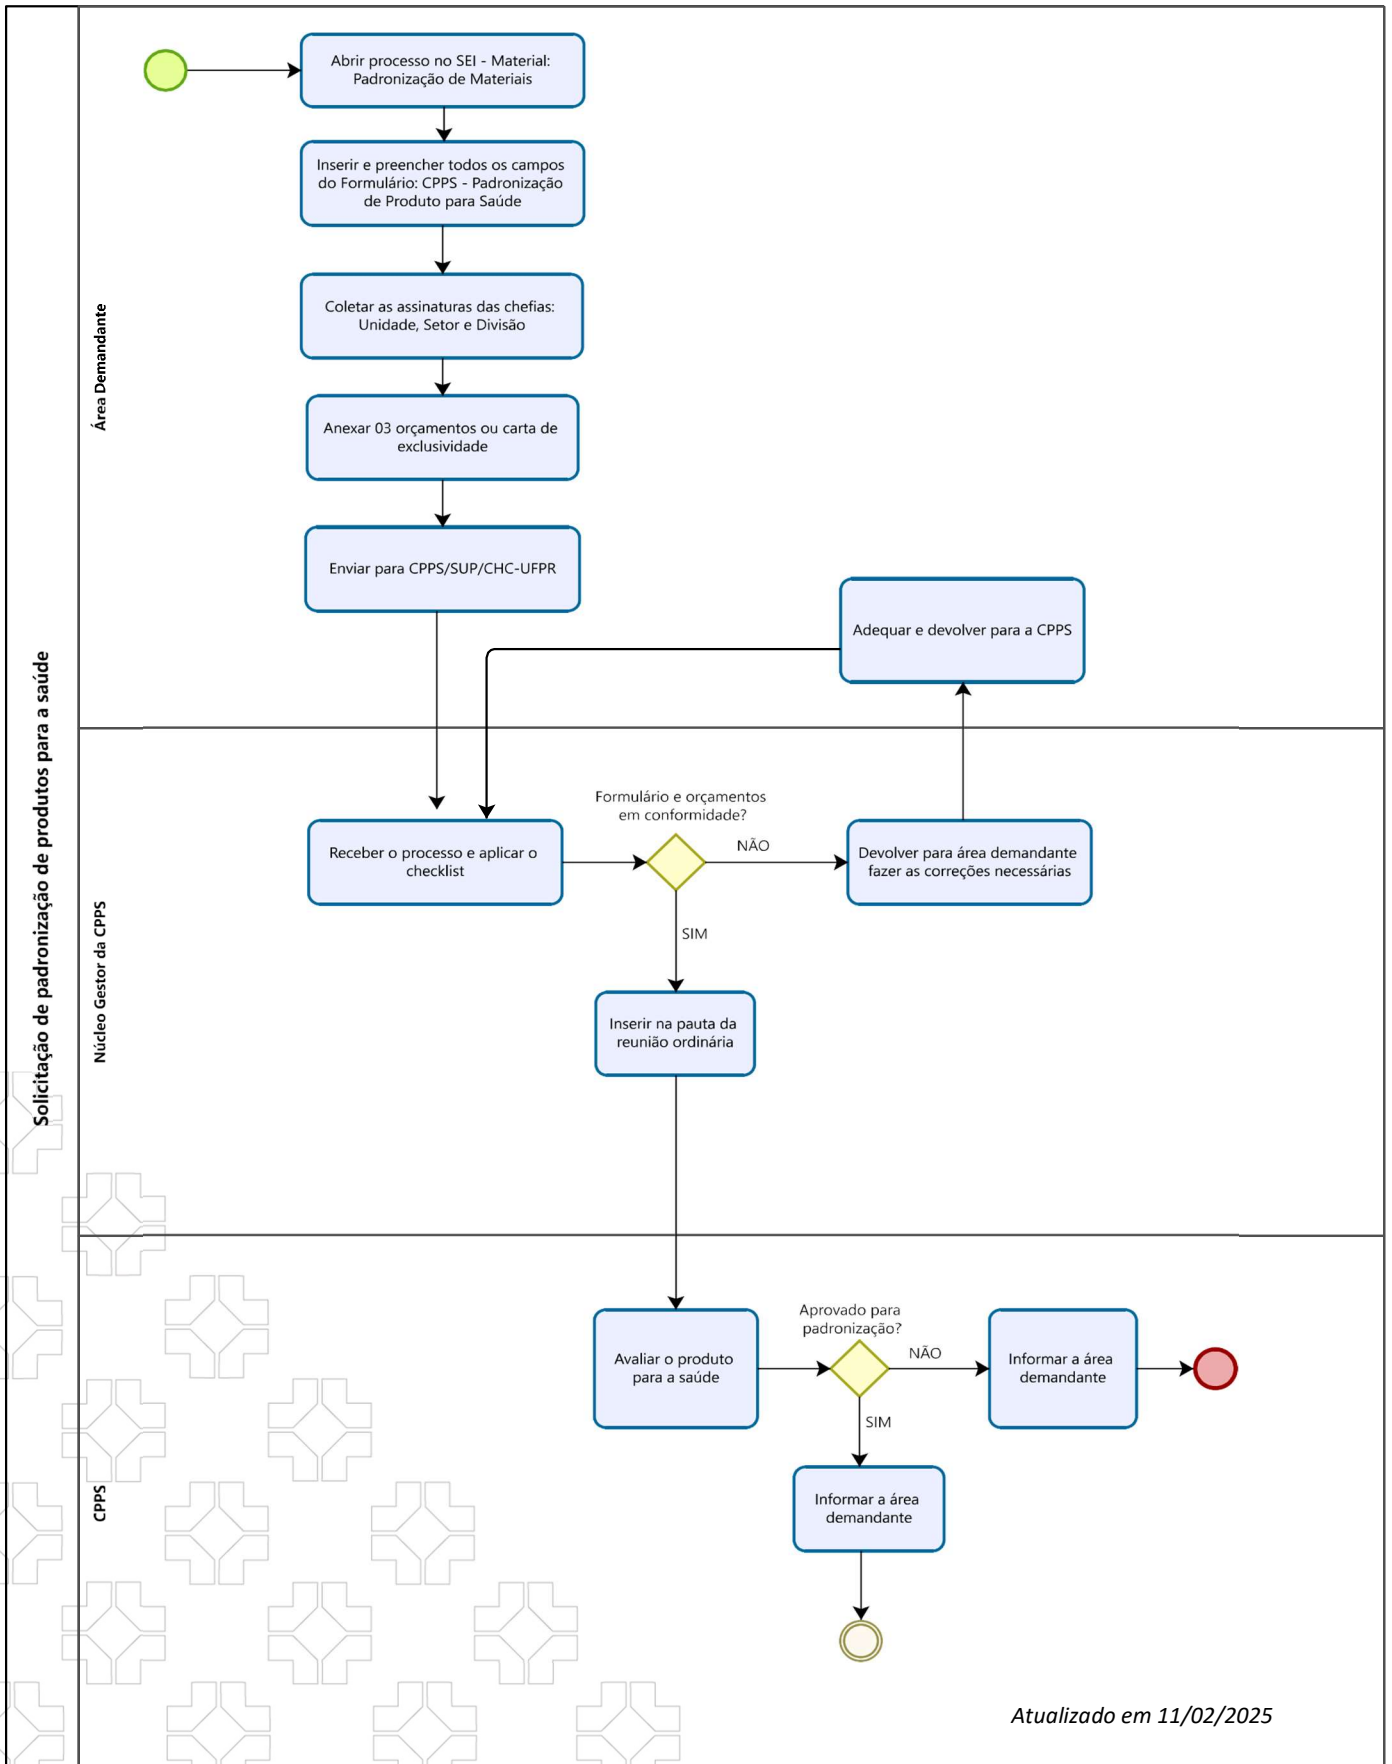 Solicitação de padronização de produtos para a saúde
Área Demandante
Abrir processo no SEI - Material:
Padronização de Materiais
Inserir e preencher todos os campos
do Formulário: CPPS - Padronização
de Produto para Saúde
Coletar as assinaturas das chefias:
Unidade, Setor e Divisão
Anexar 03 orçamentos ou carta de
exclusividade
Enviar para CPPS/SUP/CHC-UFPR
Adequar e devolver para a CPPS
Núcleo Gestor da CPPS
Receber o processo e aplicar o
checklist
Formulário e orçamentos
em conformidade?
NÃO
Devolver para área demandante
fazer as correções necessárias
SIM
Inserir na pauta da
reunião ordinária
CPPS
Avaliar o produto
para a saúde
Aprovado para
padronização?
NÃO
Informar a área
demandante
SIM
Informar a área
demandante
Atualizado em 11/02/2025